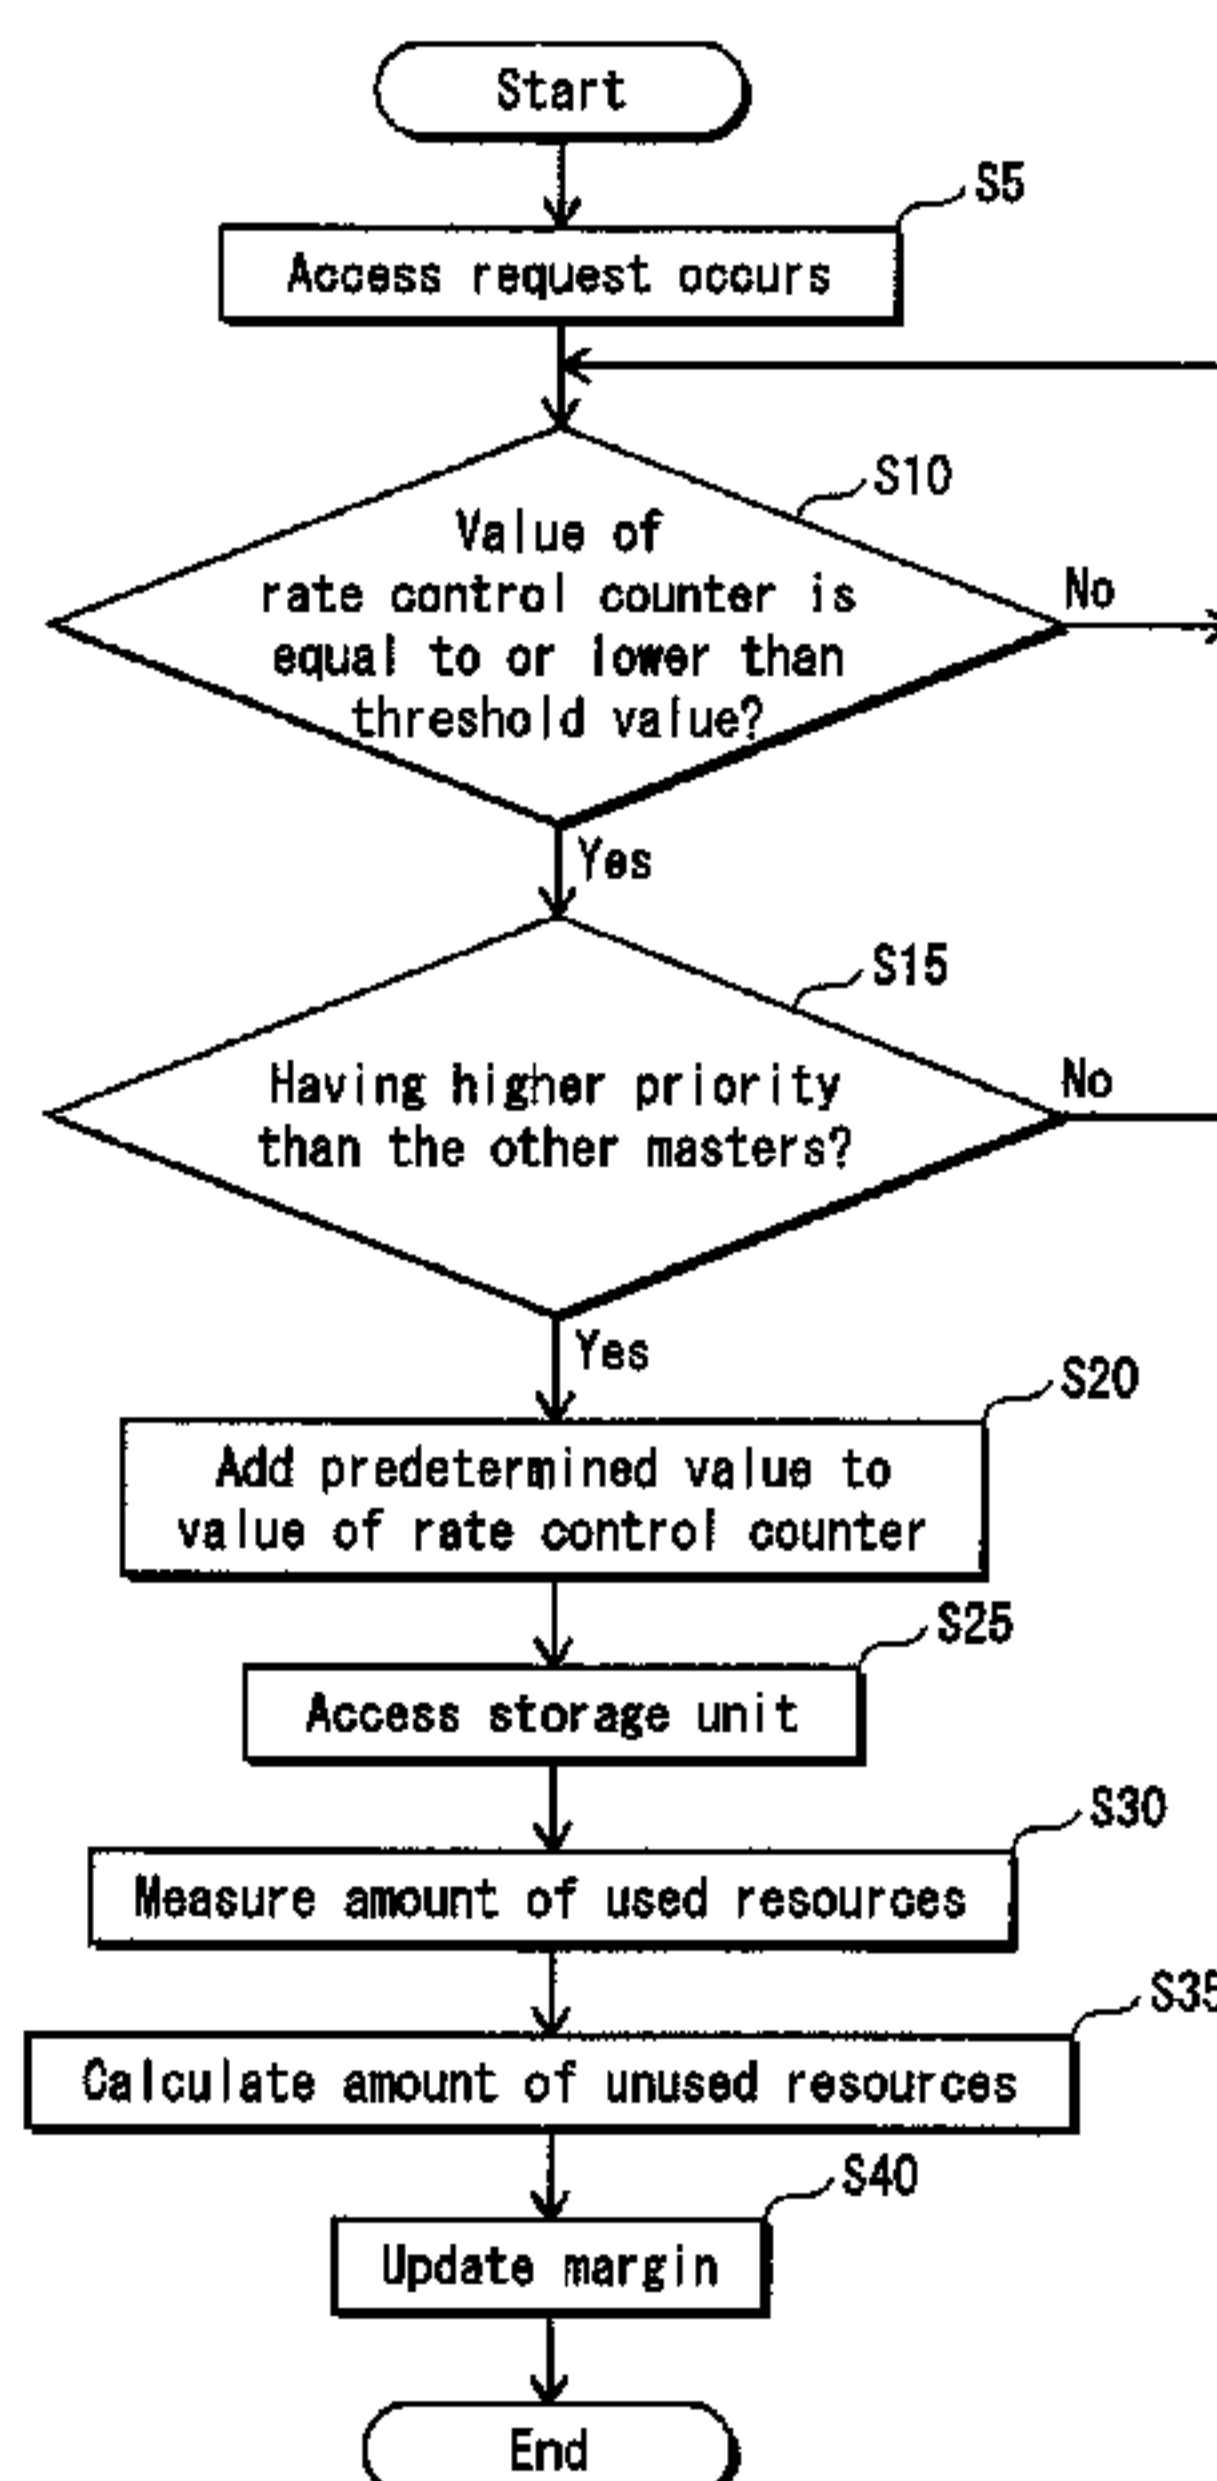 Start
S5
Access request occurs
S10
Value of
rate control counter is
equal to or lower than
threshold value?
No
Yes
S15
Having higher priority
than the other masters?
No
Yes
S20
Add predetermined value to
value of rate control counter
S25
Access storage unit
S30
Measure amount of used resources
S35
Calculate amount of unused resources
S40
Update margin
End